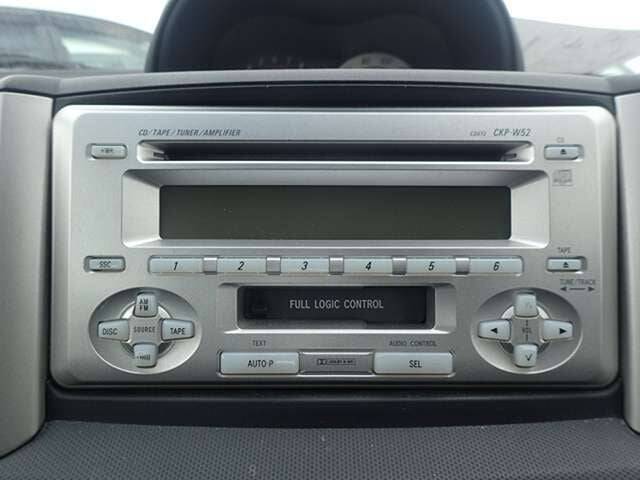 CD/TAPE/TUNER/AMPLIFIER
CKP-W52
CD
SSC
1 2 3 4 5 6
TAPE
TUNE/TRACK
AM
FM
DISC SOURCE TAPE
FULL LOGIC CONTROL
VOL
TEXT
AUDIO CONTROL
AUTO P
SEL